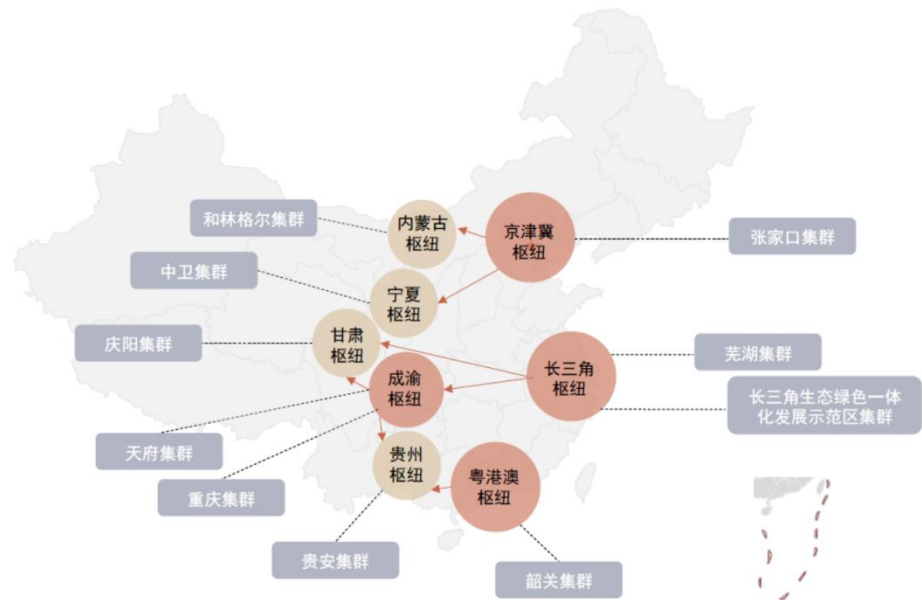 和林格尔集群
内蒙古
枢纽
京津冀
枢纽
张家口集群
中卫集群
宁夏
枢纽
庆阳集群
甘肃
枢纽
长三角
枢纽
芜湖集群
成渝
枢纽
长三角生态绿色一体
化发展示范区集群
天府集群
贵州
枢纽
粤港澳
枢纽
重庆集群
贵安集群
韶关集群